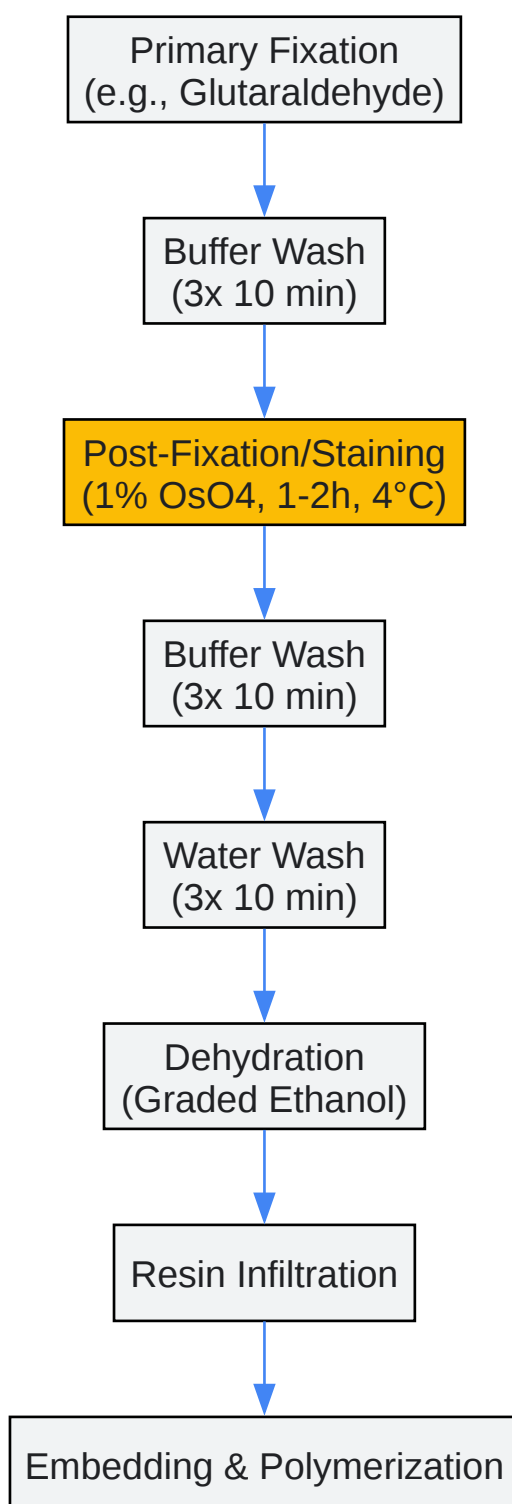 Primary Fixation
(e.g., Glutaraldehyde)
Buffer Wash
(3x 10 min)
Post-Fixation/Staining
(1% OsO4, 1-2h, 4°C)
Buffer Wash
(3x 10 min)
Water Wash
(3x 10 min)
Dehydration
(Graded Ethanol)
Resin Infiltration
Embedding & Polymerization